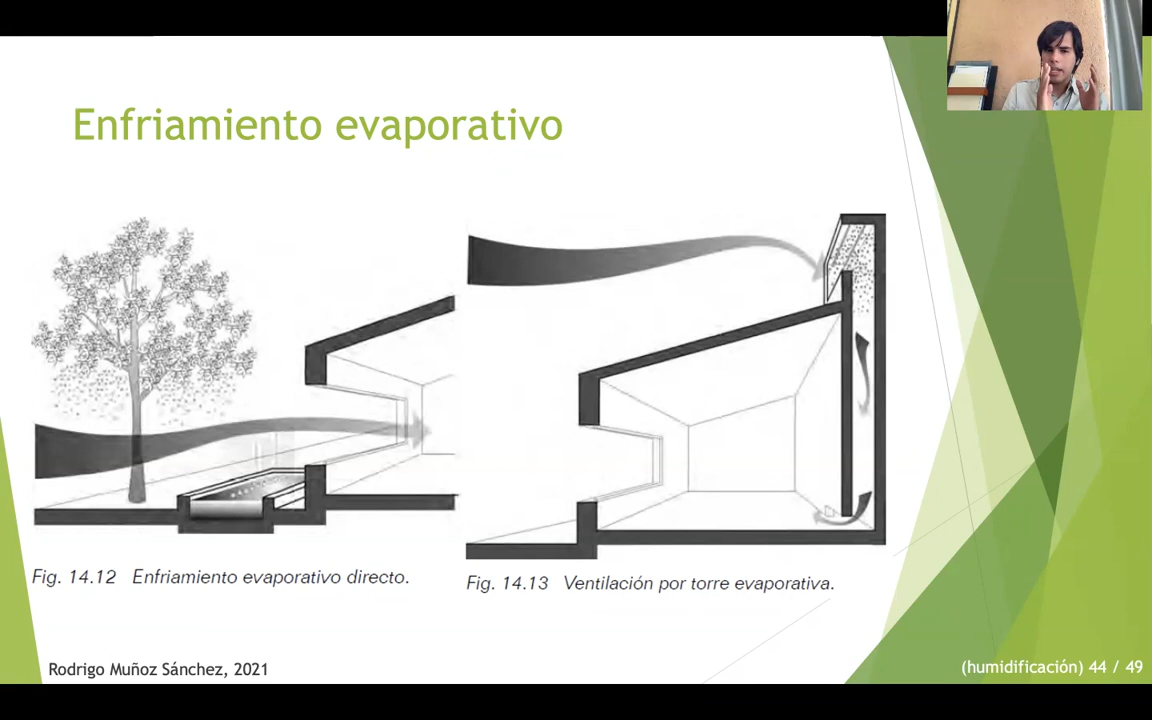 Enfriamiento evaporativo
Fig. 14.12 Enfriamiento evaporativo directo.
Fig. 14.13 Ventilación por torre evaporativa.
Rodrigo Muñoz Sánchez, 2021
(humidificación) 44 / 49